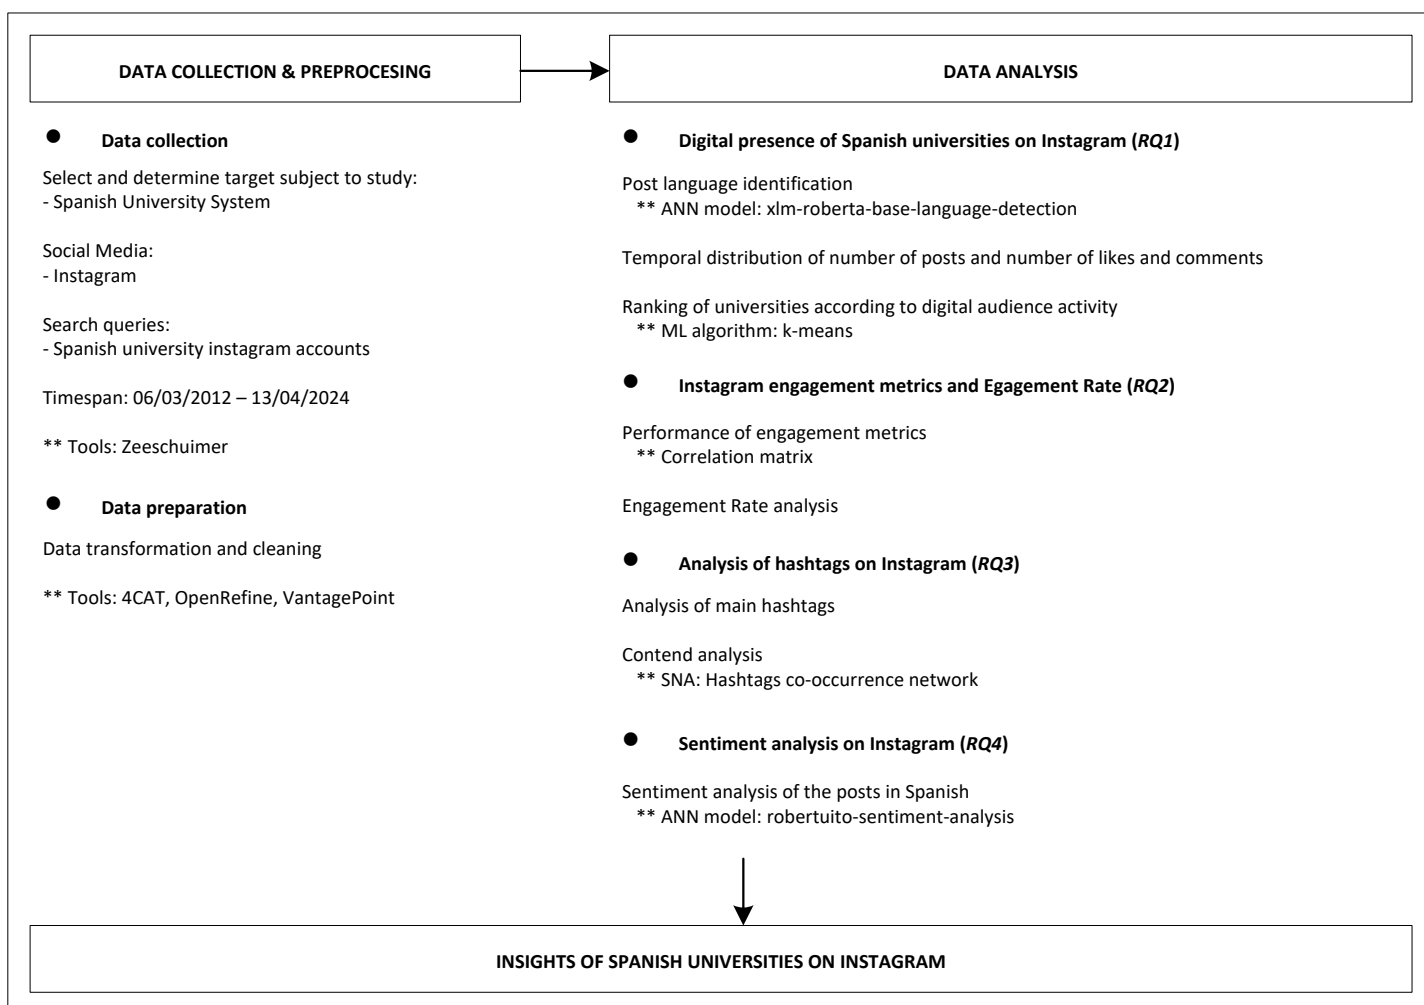 DATA COLLECTION & PREPROCESING
● Data collection
Select and determine target subject to study:
- Spanish University System
Social Media:
- Instagram
Search queries:
- Spanish university instagram accounts
Timespan: 06/03/2012 – 13/04/2024
** Tools: Zeeschuimer
● Data preparation
Data transformation and cleaning
** Tools: 4CAT, OpenRefine, VantagePoint
DATA ANALYSIS
● Digital presence of Spanish universities on Instagram (RQ1)
Post language identification
** ANN model: xlm-roberta-base-language-detection
Temporal distribution of number of posts and number of likes and comments
Ranking of universities according to digital audience activity
** ML algorithm: k-means
● Instagram engagement metrics and Egagement Rate (RQ2)
Performance of engagement metrics
** Correlation matrix
Engagement Rate analysis
● Analysis of hashtags on Instagram (RQ3)
Analysis of main hashtags
Contend analysis
** SNA: Hashtags co-occurrence network
● Sentiment analysis on Instagram (RQ4)
Sentiment analysis of the posts in Spanish
** ANN model: robertuito-sentiment-analysis
INSIGHTS OF SPANISH UNIVERSITIES ON INSTAGRAM